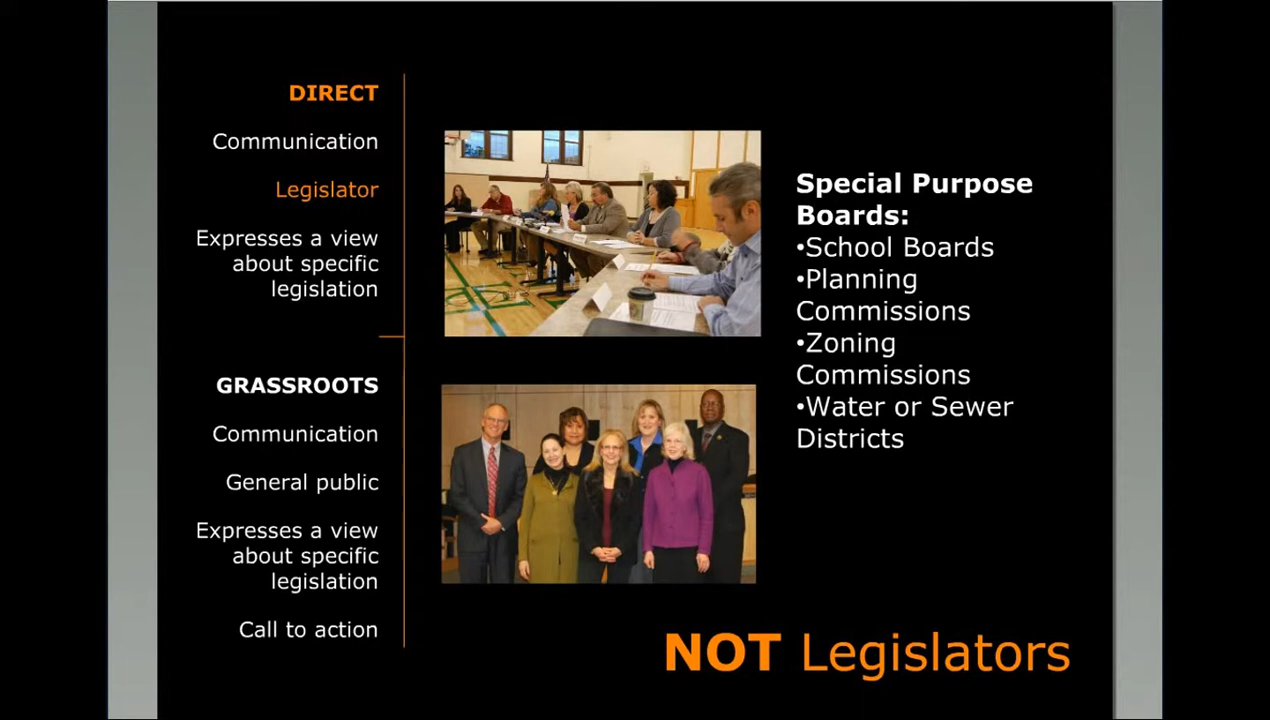 DIRECT
Communication
Legislator
Expresses a view
about specific
legislation
GRASSROOTS
Communication
General public
Expresses a view
about specific
legislation
Call to action
Special Purpose
Boards:
•School Boards
•Planning
Commissions
•Zoning
Commissions
•Water or Sewer
Districts
NOT Legislators